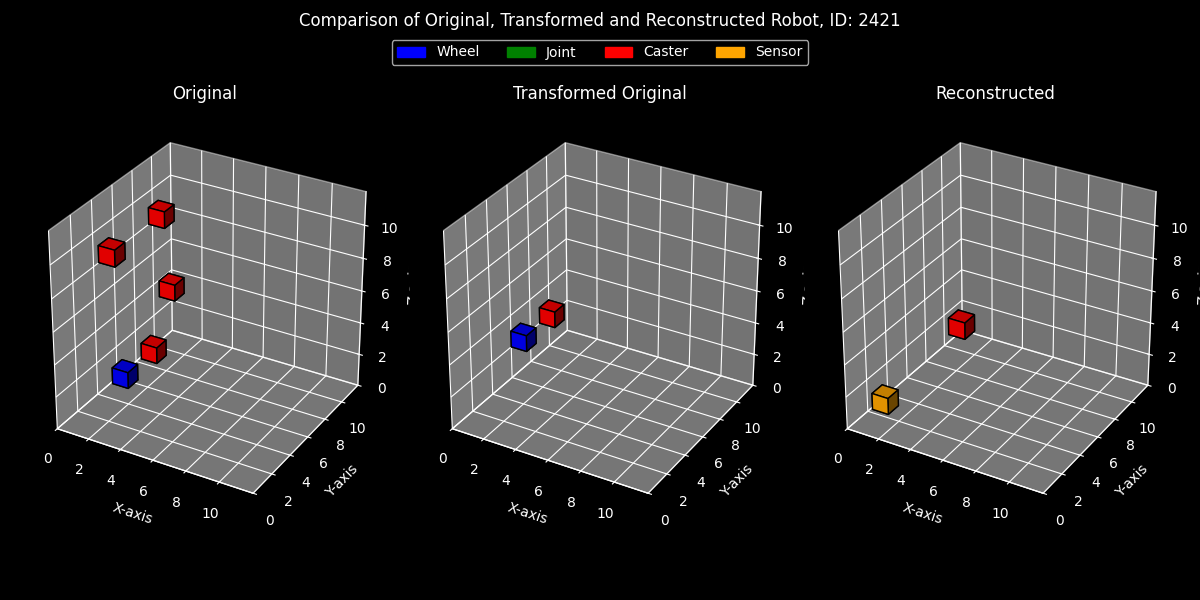 Comparison of Original, Transformed and Reconstructed Robot, ID: 2421
Wheel Joint Caster Sensor
Original Transformed Original Reconstructed
10 10 10
8 8 8
6 6 6
4 4 4
2 2 2
0 0 0
10 10 10
8 8 8
6 6 6
4 4 4
2 2 2
0 0 0
0 2 4 6 8 10 0 2 4 6 8 10 0 2 4 6 8 10
X-axis Y-axis X-axis Y-axis X-axis Y-axis